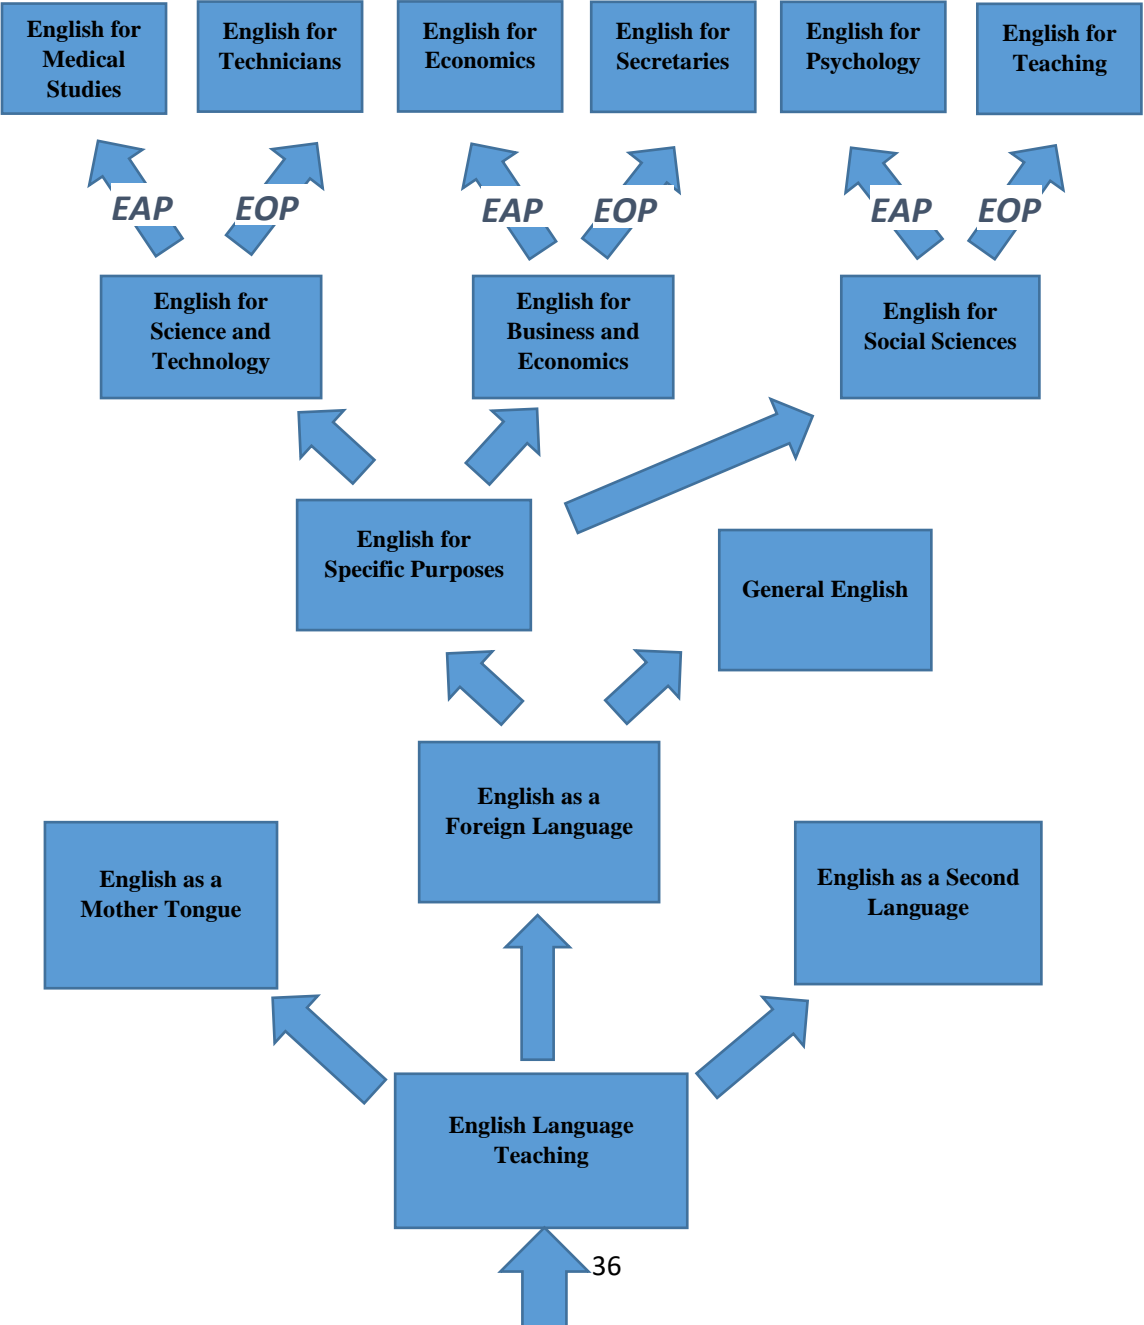 English for
Medical
Studies
English for
Technicians
English for
Economics
English for
Secretaries
English for
Psychology
English for
Teaching
EAP
EOP
EAP
EOP
EAP
EOP
English for
Science and
Technology
English for
Business and
Economics
English for
Social Sciences
English for
Specific Purposes
General English
English as a
Foreign Language
English as a
Mother Tongue
English as a Second
Language
English Language
Teaching
36